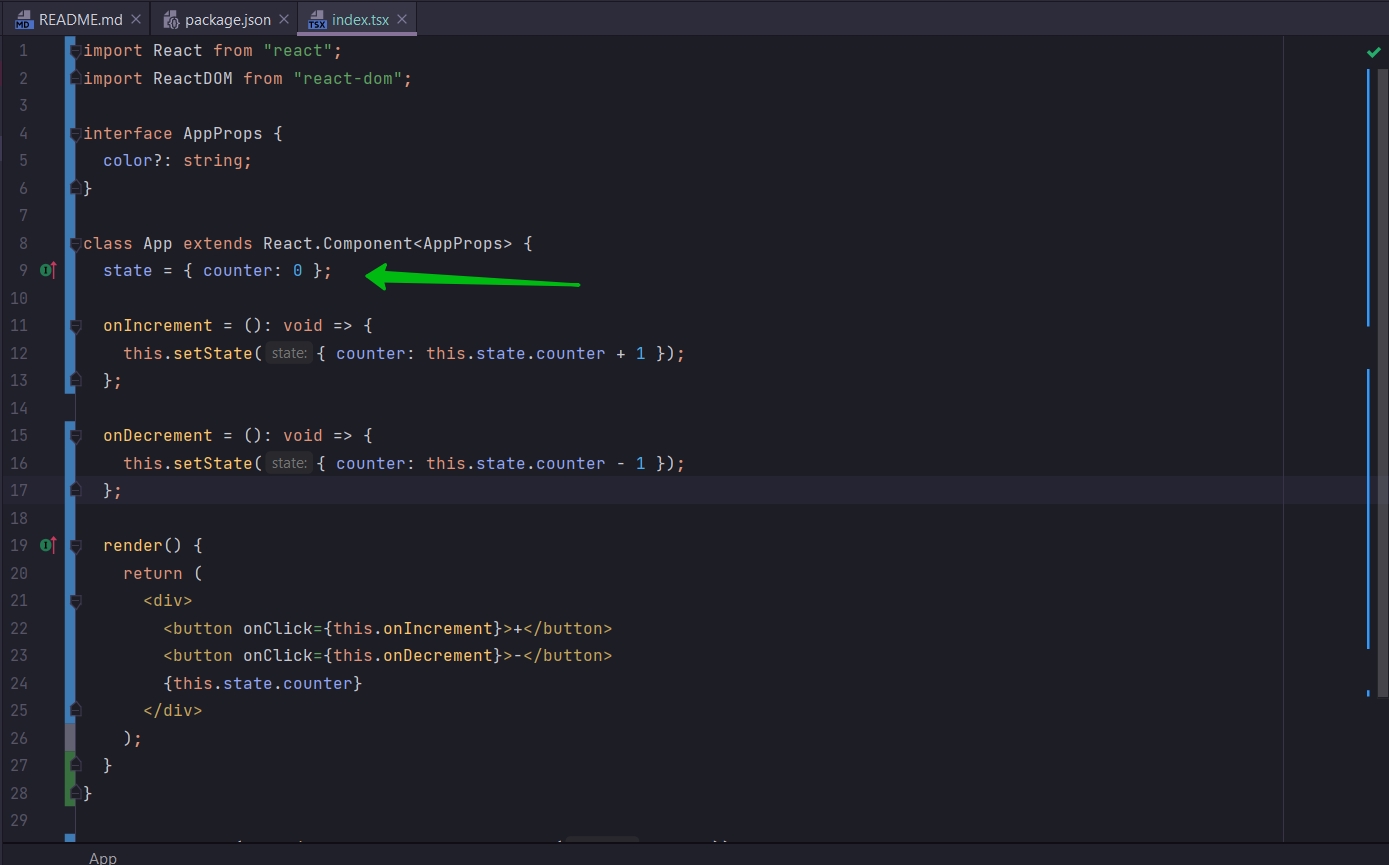 README.md package.json index.tsx
1 import React from "react";
2 import ReactDOM from "react-dom";
3
4 interface AppProps {
5   color?: string;
6 }
7
8 class App extends React.Component<AppProps> {
9   state = { counter: 0 };
10
11   onIncrement = (): void => {
12     this.setState( state: { counter: this.state.counter + 1 });
13   };
14
15   onDecrement = (): void => {
16     this.setState( state: { counter: this.state.counter - 1 });
17   };
18
19   render() {
20     return (
21       <div>
22         <button onClick={this.onIncrement}>+</button>
23         <button onClick={this.onDecrement}>-</button>
24         {this.state.counter}
25       </div>
26     );
27   }
28 }
29
App